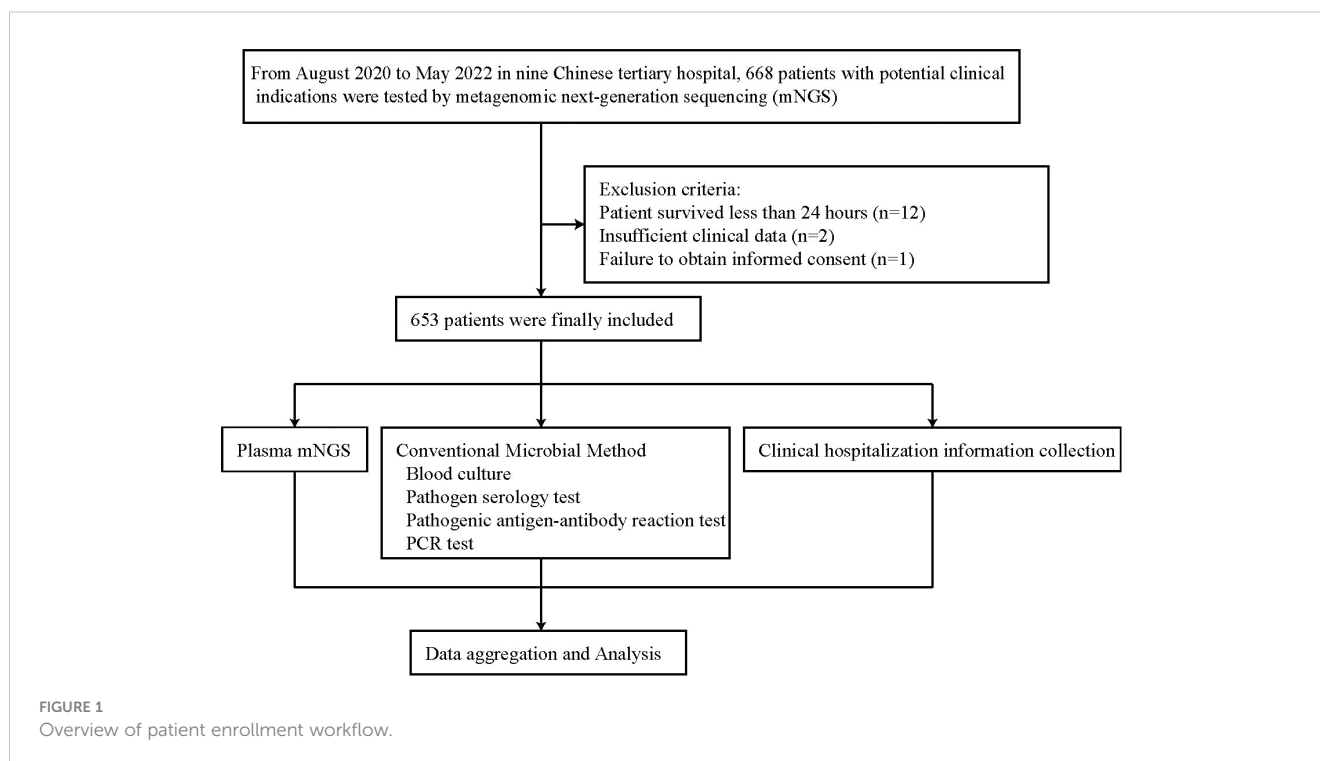 From August 2020 to May 2022 in nine Chinese tertiary hospital, 668 patients with potential clinical
indications were tested by metagenomic next-generation sequencing (mNGS)
Exclusion criteria:
Patient survived less than 24 hours (n=12)
Insufficient clinical data (n=2)
Failure to obtain informed consent (n=1)
653 patients were finally included
Plasma mNGS
Conventional Microbial Method
Blood culture
Pathogen serology test
Pathogenic antigen-antibody reaction test
PCR test
Clinical hospitalization information collection
Data aggregation and Analysis
FIGURE 1
Overview of patient enrollment workflow.